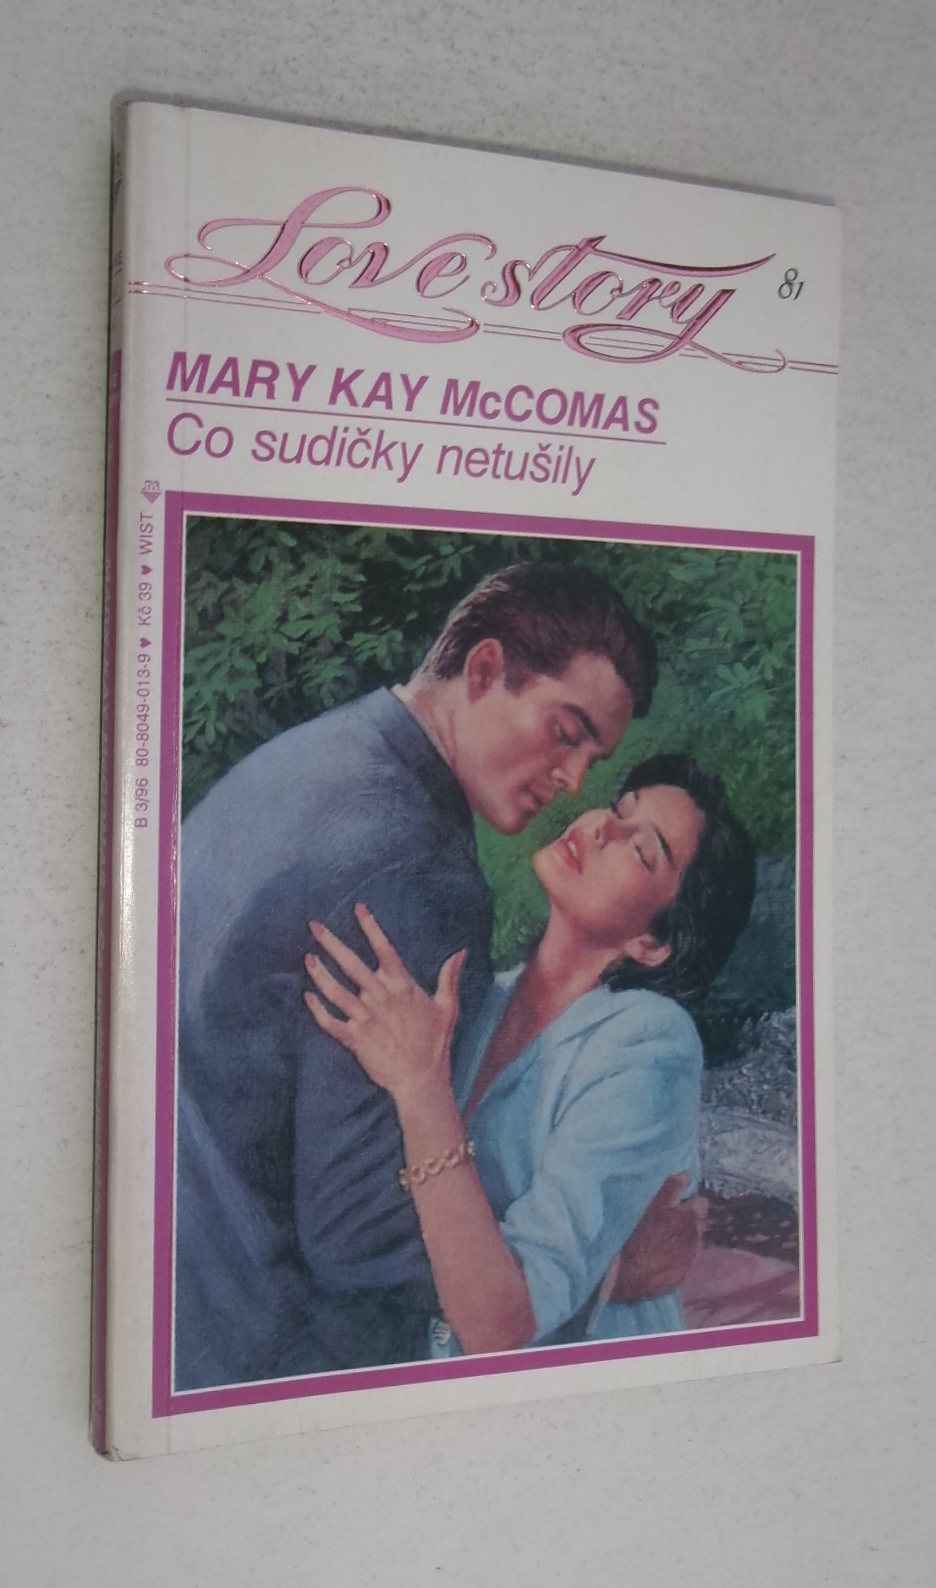 Love story
81
MARY KAY McCOMAS
Co sudičky netušily
B 3/96 80-8049-013-9 ♥ Kč 39 ♥ WIST